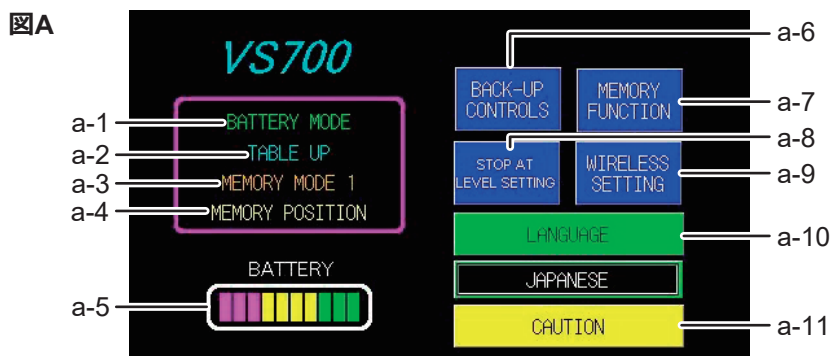 図A
VS700
BATTERY MODE
TABLE UP
MEMORY MODE 1
MEMORY POSITION
BATTERY
a-1
a-2
a-3
a-4
a-5
BACK-UP
CONTROLS
MEMORY
FUNCTION
STOP AT
LEVEL SETTING
WIRELESS
SETTING
LANGUAGE
JAPANESE
CAUTION
a-6
a-7
a-8
a-9
a-10
a-11